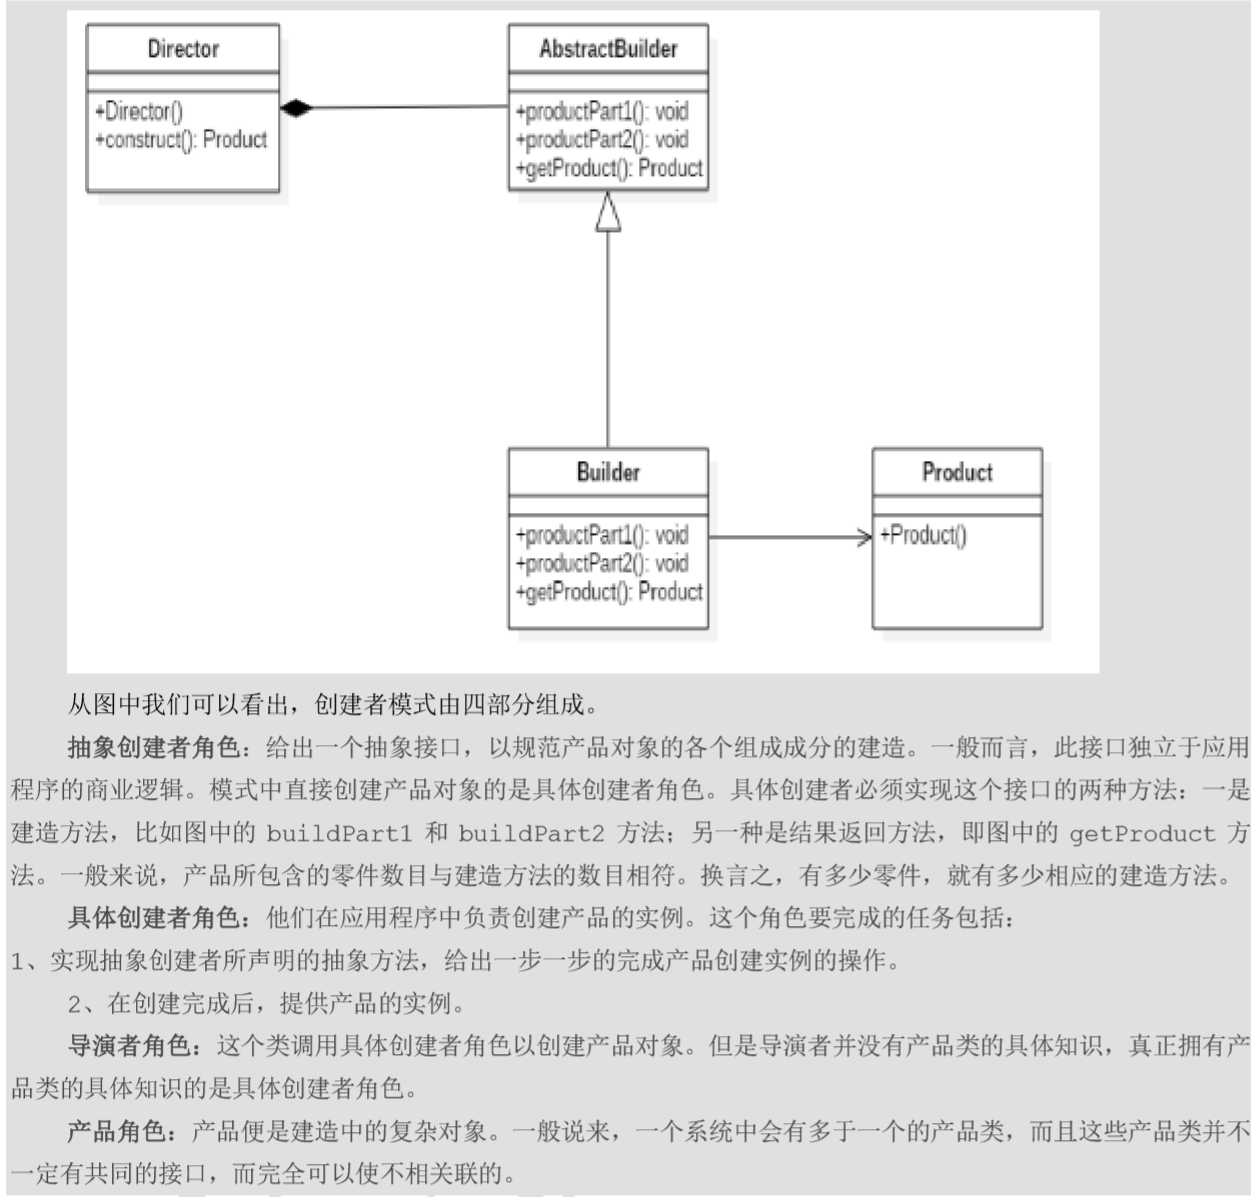 Director
+Director()
+construct(): Product
AbstractBuilder
+productPart1(): void
+productPart2(): void
+getProduct(): Product
Builder
+productPart1(): void
+productPart2(): void
+getProduct(): Product
Product
+Product()
从图中我们可以看出，创建者模式由四部分组成。
抽象创建者角色：给出一个抽象接口，以规范产品对象的各个组成成分的建造。一般而言，此接口独立于应用
程序的商业逻辑。模式中直接创建产品对象的是具体创建者角色。具体创建者必须实现这个接口的两种方法：一是
建造方法，比如图中的 buildPart1 和 buildPart2 方法；另一种是结果返回方法，即图中的 getProduct 方
法。一般来说，产品所包含的零件数目与建造方法的数目相符。换言之，有多少零件，就有多少相应的建造方法。
具体创建者角色：他们在应用程序中负责创建产品的实例。这个角色要完成的任务包括：
1、实现抽象创建者所声明的抽象方法，给出一步一步的完成产品创建实例的操作。
2、在创建完成后，提供产品的实例。
导演者角色：这个类调用具体创建者角色以创建产品对象。但是导演者并没有产品类的具体知识，真正拥有产
品类的具体知识的是具体创建者角色。
产品角色：产品便是建造中的复杂对象。一般说来，一个系统中会有多于一个的产品类，而且这些产品类并不
一定有共同的接口，而完全可以使不相关联的。